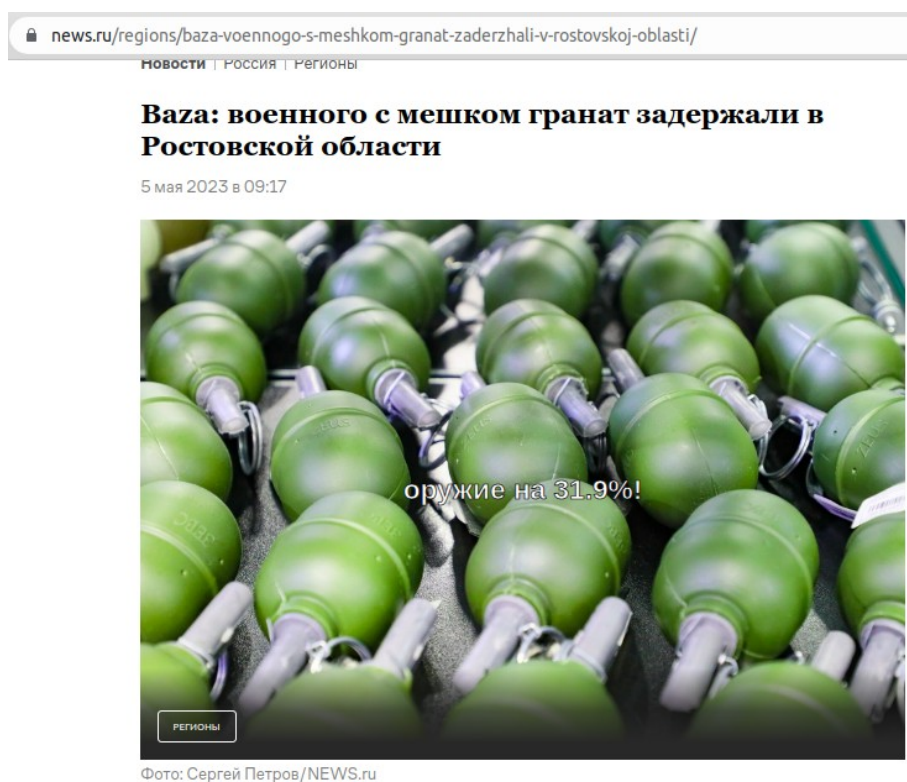 news.ru/regions/baza-voennogo-s-meshkom-granat-zaderzhali-v-rostovskoj-oblasti/
Новости | Россия | Регионы
Baza: военного с мешком гранат задержали в
Ростовской области
5 мая 2023 в 09:17
оружие на 31.9%!
РЕГИОНЫ
Фото: Сергей Петров/NEWS.ru